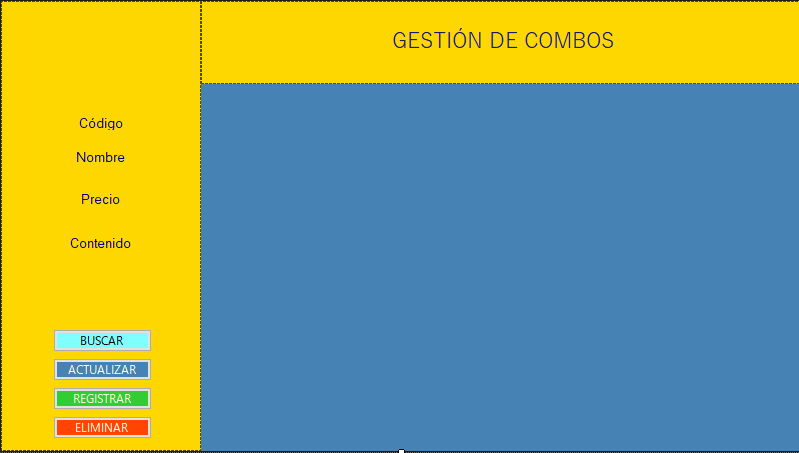 GESTIÓN DE COMBOS
Código
Nombre
Precio
Contenido
BUSCAR
ACTUALIZAR
REGISTRAR
ELIMINAR